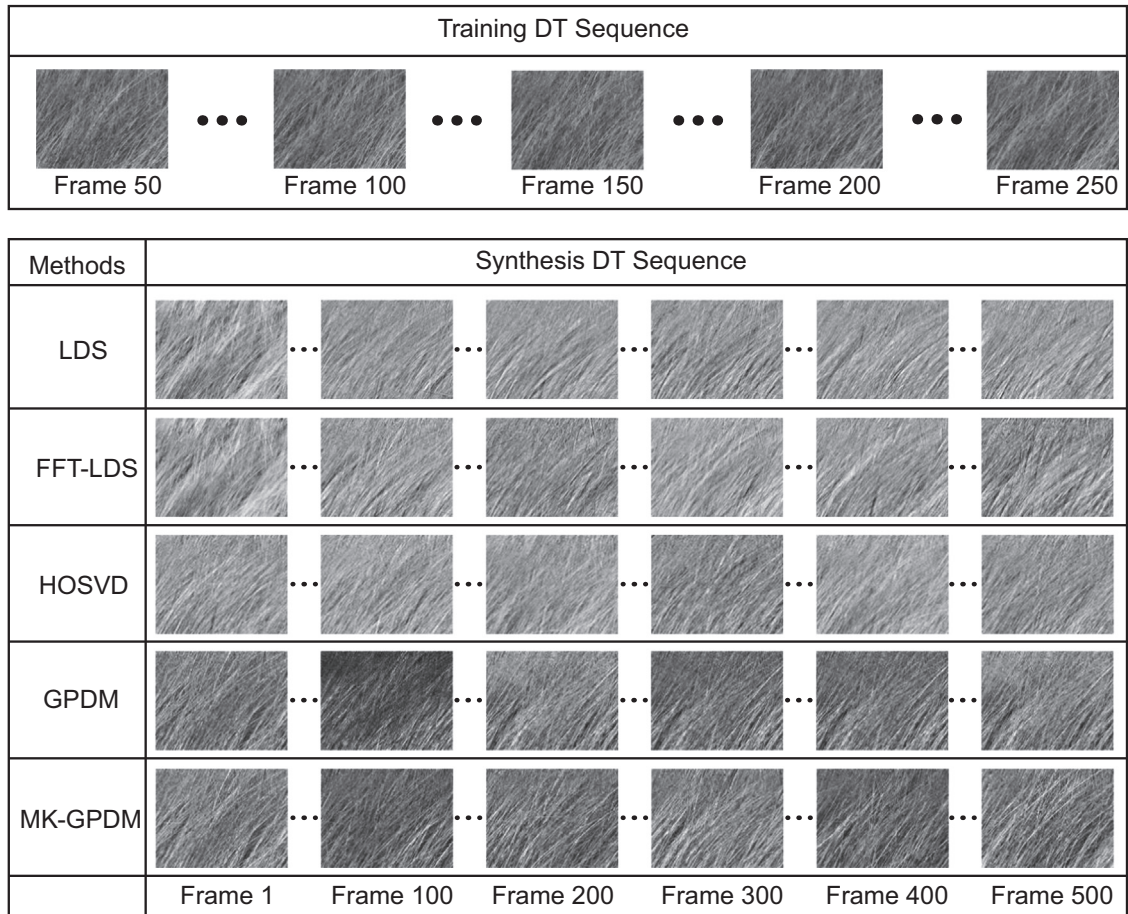 Training DT Sequence
Frame 50 Frame 100 Frame 150 Frame 200 Frame 250
Methods Synthesis DT Sequence
LDS
FFT-LDS
HOSVD
GPDM
MK-GPDM
Frame 1 Frame 100 Frame 200 Frame 300 Frame 400 Frame 500